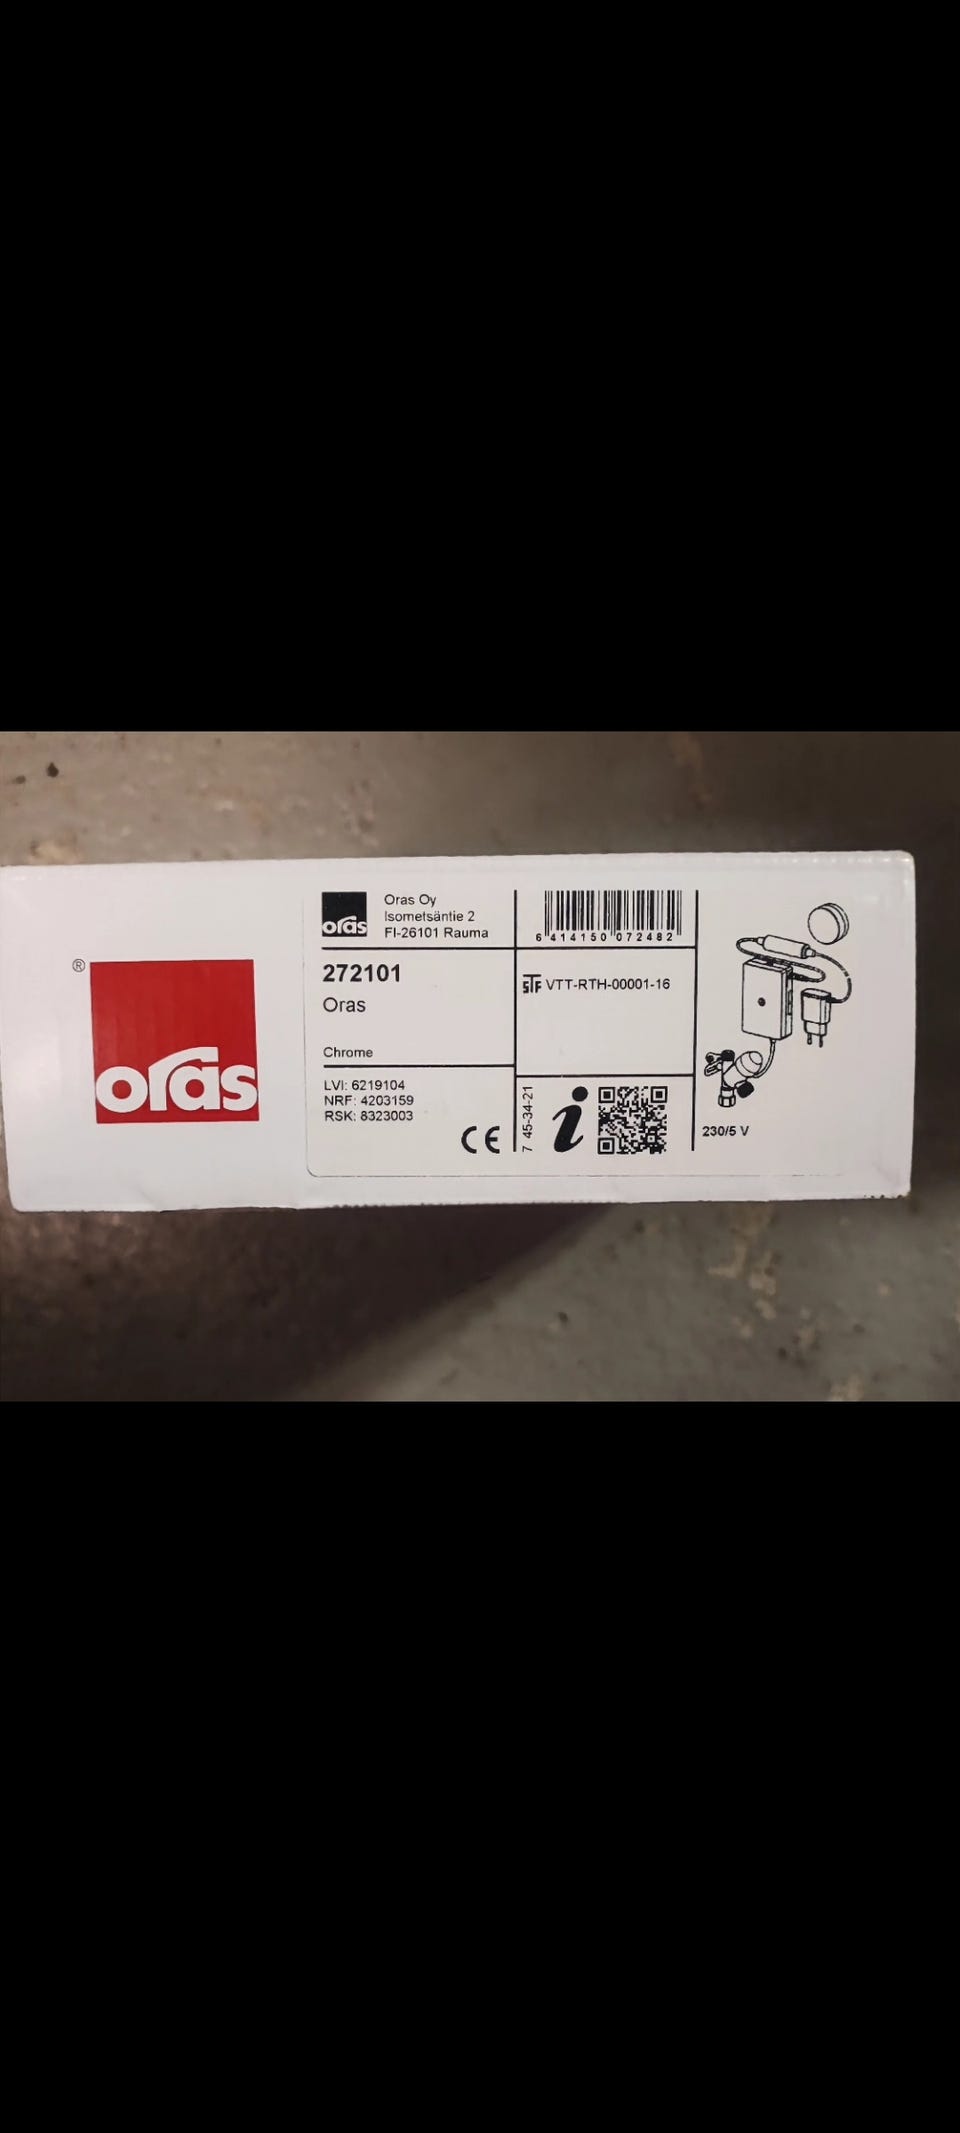 ®
oras
oras
Oras Oy
Isometsäntie 2
FI-26101 Rauma
272101
Oras
Chrome
LVI: 6219104
NRF: 4203159
RSK: 8323003
CE
6 414150 072482
STF VTT-RTH-00001-16
7 45-34-21
i
230/5 V